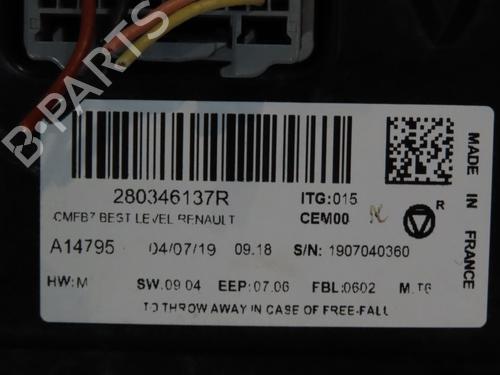 B-PARTS
280346137R
ITG:015
CMFB7 BEST LEVEL RENAULT
CEM00
R
A14795 04/07/19 09.18 S/N: 1907040360
HW:M SW.09 04 EEP:07.06 FBL:0602
TO THROW AWAY IN CASE OF FREE-FALL
MADE IN FRANCE